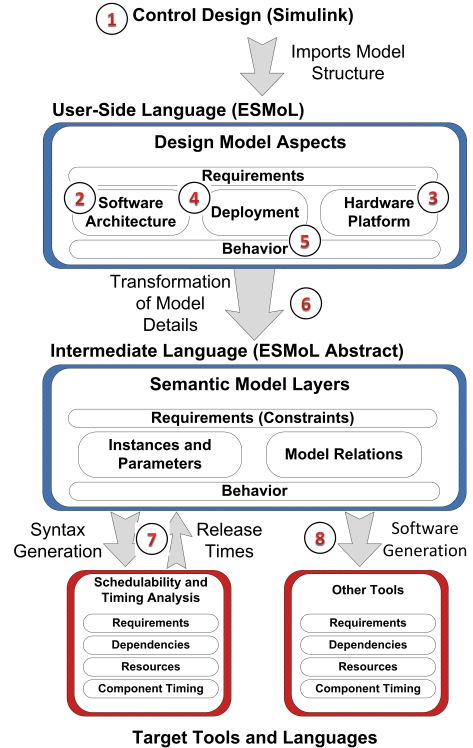 1 Control Design (Simulink)
Imports Model
Structure
User-Side Language (ESMoL)
Design Model Aspects
Requirements
2 Software
Architecture
4 Deployment
Hardware
Platform 3
Behavior 5
Transformation
of Model
Details
6
Intermediate Language (ESMoL Abstract)
Semantic Model Layers
Requirements (Constraints)
Instances and
Parameters
Model Relations
Behavior
Syntax
Generation
7
Release
Times
8
Software
Generation
Schedulability and
Timing Analysis
Requirements
Dependencies
Resources
Component Timing
Other Tools
Requirements
Dependencies
Resources
Component Timing
Target Tools and Languages